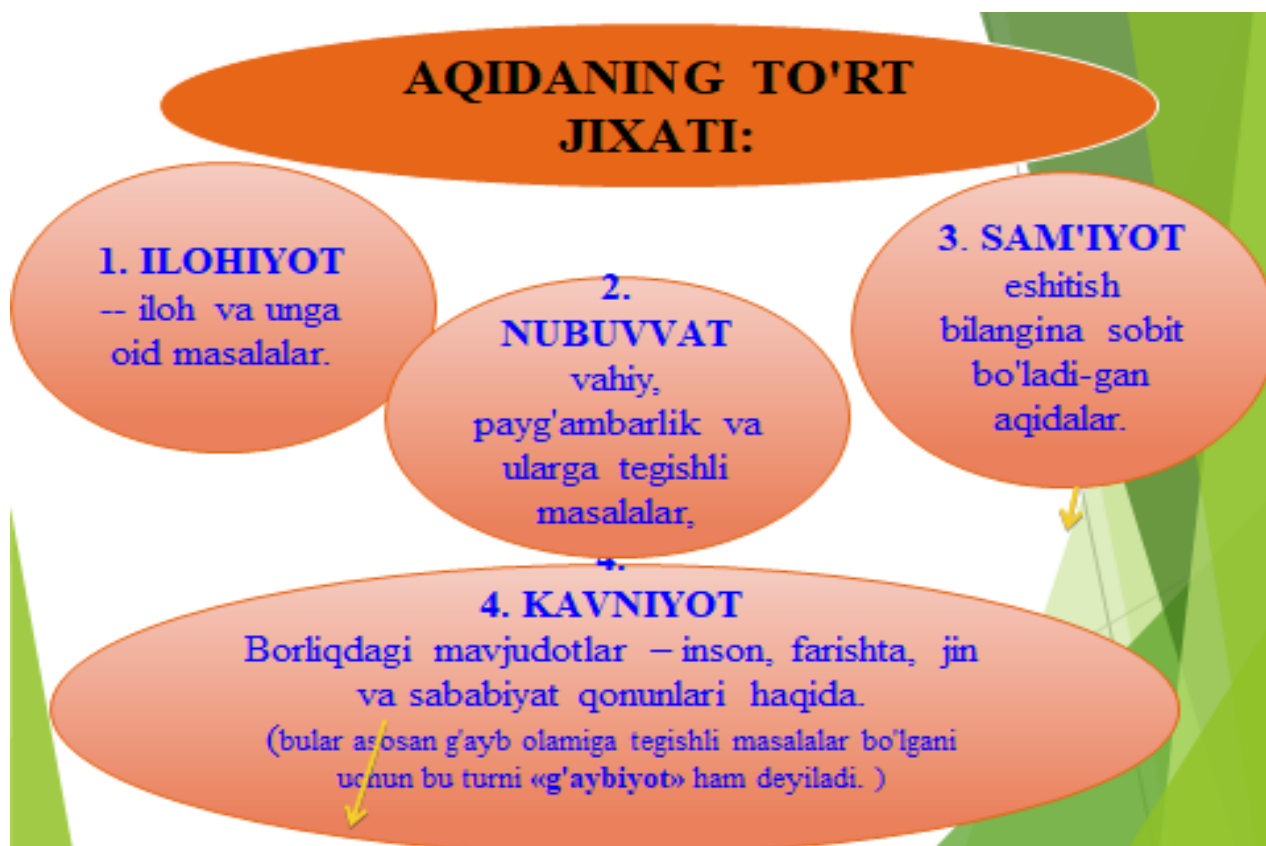 AQIDANING TO'RT
JIXATI:
1. ILOHIYOT
-- iloh va unga
oid masalalar.
2.
NUBUVVAT
vahiy,
payg'ambarlik va
ularga tegishli
masalalar,
3. SAM'IYOT
eshitish
bilangina sobit
bo'ladi-gan
aqidalar.
4.
4. KAVNIYOT
Borliqdagi mavjudotlar – inson, farishta, jin
va sababiyat qonunlari haqida.
(bular asosan g'ayb olamiga tegishli masalalar bo'lgani
uchun bu turni «g'aybiyot» ham deyiladi. )